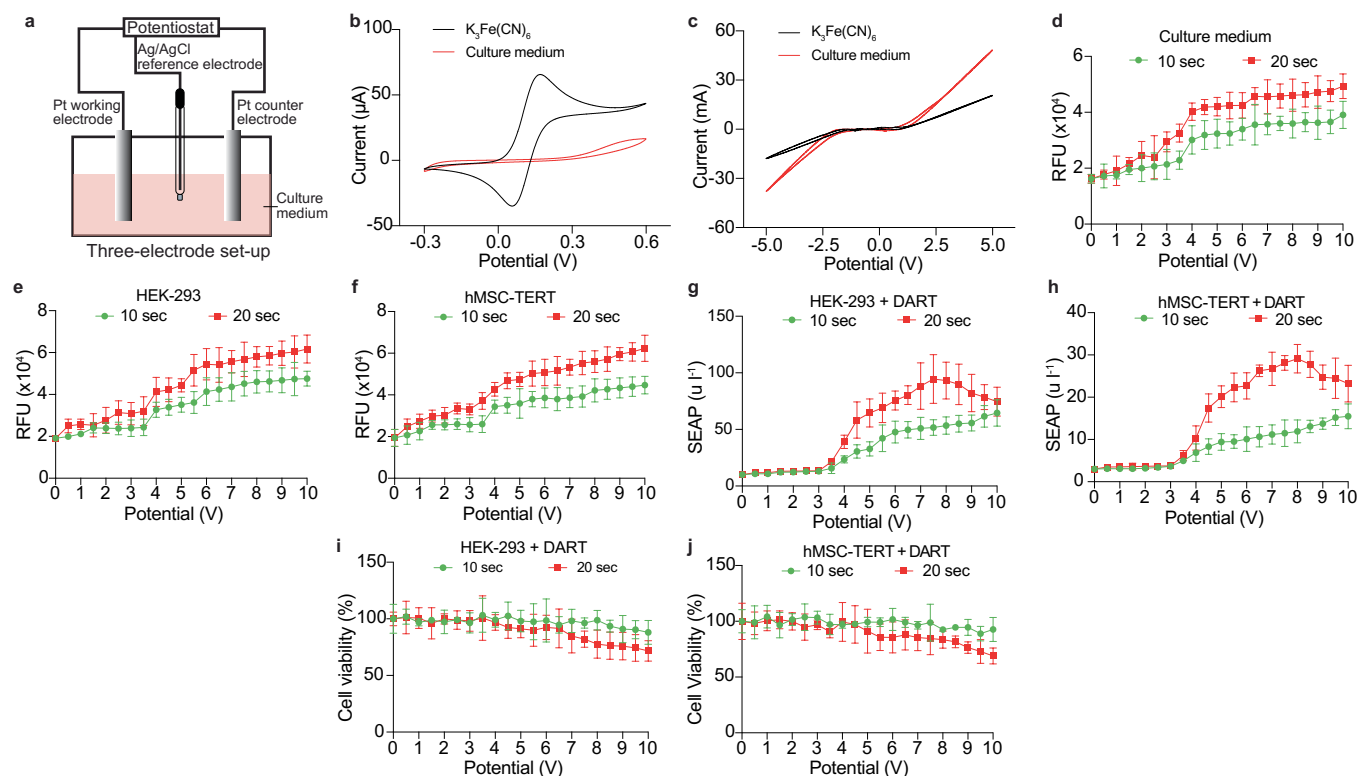 a
Potentiostat
Ag/AgCl
reference electrode
Pt working
electrode
Pt counter
electrode
Culture
medium
Three-electrode set-up
b
K₃Fe(CN)₆
Culture medium
Current (µA)
100
50
0
-50
-0.3 0.0 0.3 0.6
Potential (V)
c
K₃Fe(CN)₆
Culture medium
Current (mA)
60
30
0
-30
-60
-5.0 -2.5 0.0 2.5 5.0
Potential (V)
d
Culture medium
10 sec 20 sec
RFU (x10⁴)
6
4
2
0
0 1 2 3 4 5 6 7 8 9 10
Potential (V)
e
HEK-293
10 sec 20 sec
RFU (x10⁴)
8
6
4
2
0
0 1 2 3 4 5 6 7 8 9 10
Potential (V)
f
hMSC-TERT
10 sec 20 sec
RFU (x10⁴)
8
6
4
2
0
0 1 2 3 4 5 6 7 8 9 10
Potential (V)
g
HEK-293 + DART
10 sec 20 sec
SEAP (u l⁻¹)
150
100
50
0
0 1 2 3 4 5 6 7 8 9 10
Potential (V)
h
hMSC-TERT + DART
10 sec 20 sec
SEAP (u l⁻¹)
40
30
20
10
0
0 1 2 3 4 5 6 7 8 9 10
Potential (V)
i
HEK-293 + DART
10 sec 20 sec
Cell viability (%)
150
100
50
0
0 1 2 3 4 5 6 7 8 9 10
Potential (V)
j
hMSC-TERT + DART
10 sec 20 sec
Cell Viability (%)
150
100
50
0
0 1 2 3 4 5 6 7 8 9 10
Potential (V)